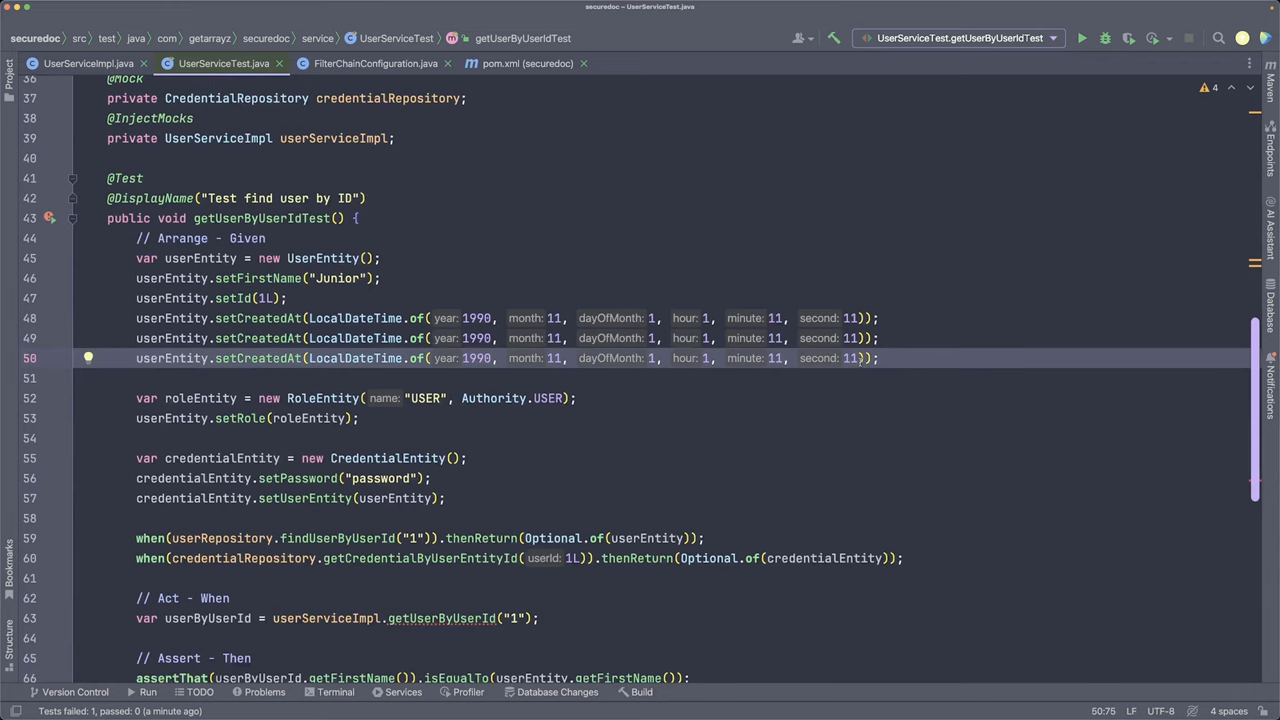 securedoc – UserServiceTest.java
securedoc src test java com getarrayz securedoc service UserServiceTest getUserByUserIdTest UserServiceTest.getUserByUserIdTest
UserServiceImpl.java UserServiceTest.java FilterChainConfiguration.java pom.xml (securedoc)
Project
Maven
Endpoints
AI Assistant
Database
Notifications
Bookmarks
Structure
4
36 @Mock
37 private CredentialRepository credentialRepository;
38 @InjectMocks
39 private UserServiceImpl userServiceImpl;
40
41 @Test
42 @DisplayName("Test find user by ID")
43 public void getUserByUserIdTest() {
44 // Arrange - Given
45 var userEntity = new UserEntity();
46 userEntity.setFirstName("Junior");
47 userEntity.setId(1L);
48 userEntity.setCreatedAt(LocalDateTime.of( year: 1990, month: 11, dayOfMonth: 1, hour: 1, minute: 11, second: 11));
49 userEntity.setCreatedAt(LocalDateTime.of( year: 1990, month: 11, dayOfMonth: 1, hour: 1, minute: 11, second: 11));
50 userEntity.setCreatedAt(LocalDateTime.of( year: 1990, month: 11, dayOfMonth: 1, hour: 1, minute: 11, second: 11));
51
52 var roleEntity = new RoleEntity( name: "USER", Authority.USER);
53 userEntity.setRole(roleEntity);
54
55 var credentialEntity = new CredentialEntity();
56 credentialEntity.setPassword("password");
57 credentialEntity.setUserEntity(userEntity);
58
59 when(userRepository.findUserByUserId("1")).thenReturn(Optional.of(userEntity));
60 when(credentialRepository.getCredentialByUserEntityId( userId: 1L)).thenReturn(Optional.of(credentialEntity));
61
62 // Act - When
63 var userByUserId = userServiceImpl.getUserByUserId("1");
64
65 // Assert - Then
66 assertThat(userByUserId.getFirstName()).isEqualTo(userEntity.getFirstName());
Version Control Run TODO Problems Terminal Services Profiler Database Changes Build
Tests failed: 1, passed: 0 (a minute ago) 50:75 LF UTF-8 4 spaces